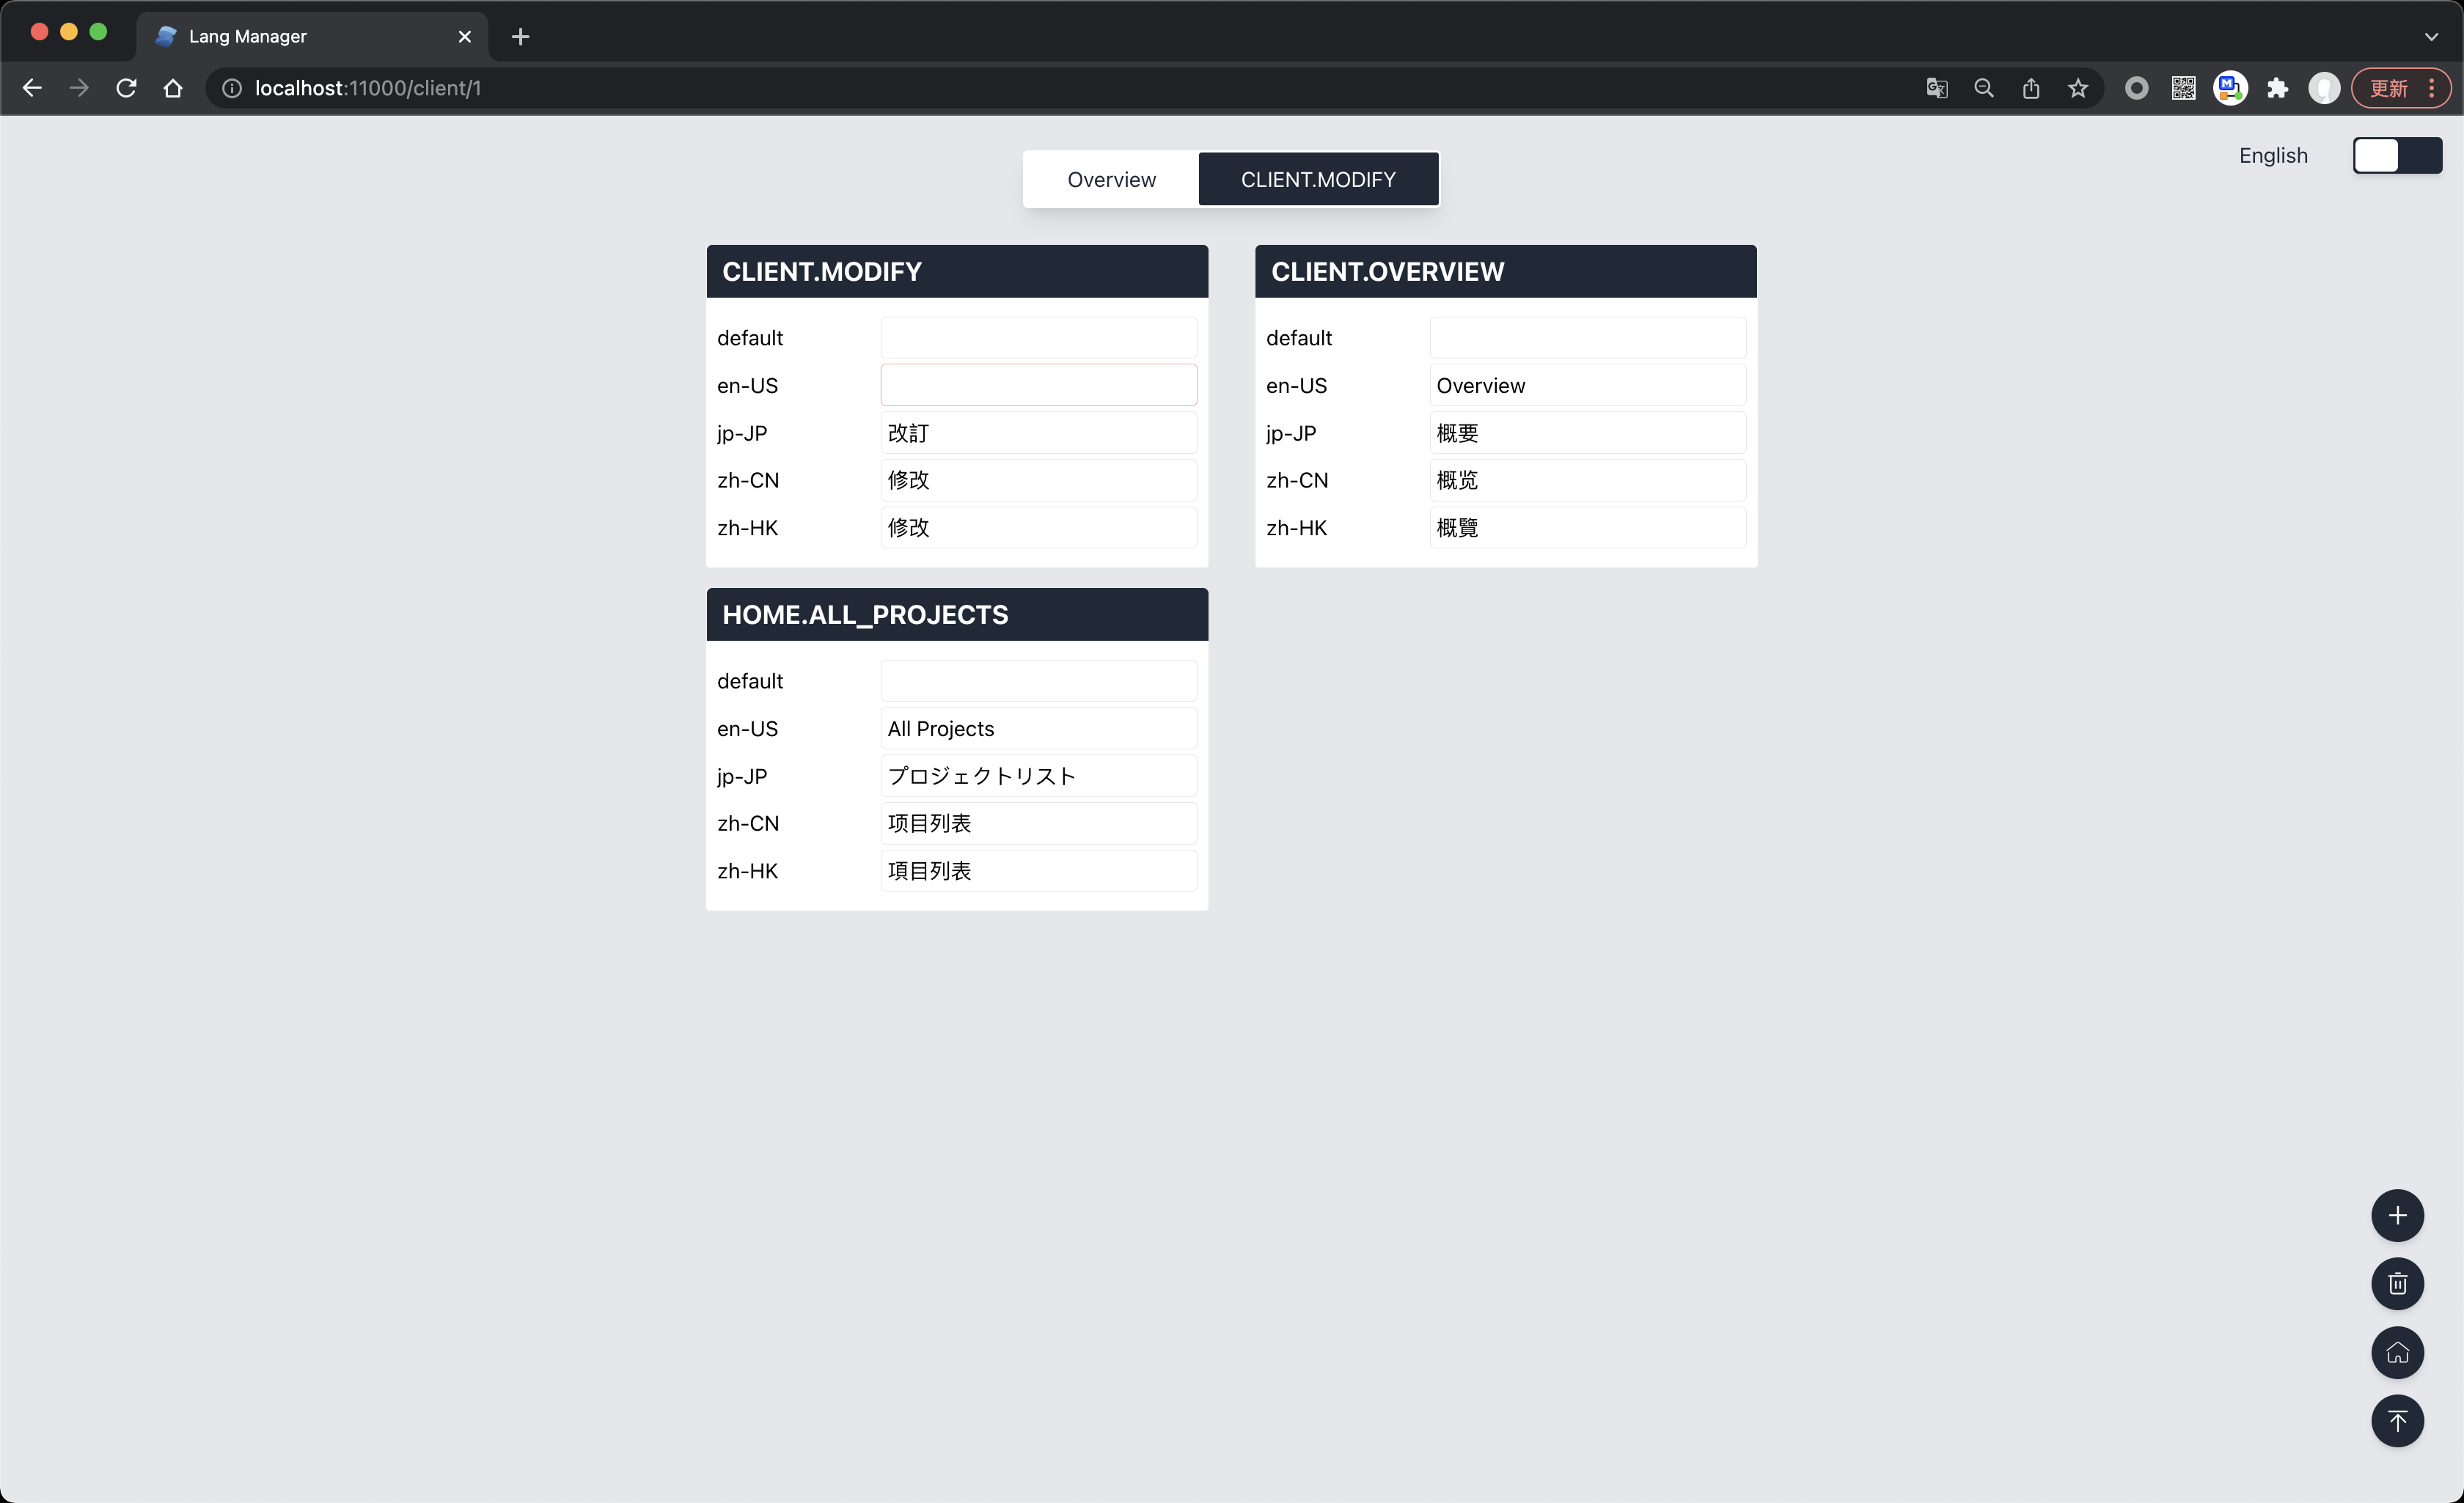 Lang Manager
localhost:11000/client/1
更新
English
Overview
CLIENT.MODIFY
CLIENT.MODIFY
default
en-US
jp-JP 改訂
zh-CN 修改
zh-HK 修改
CLIENT.OVERVIEW
default
en-US Overview
jp-JP 概要
zh-CN 概览
zh-HK 概覽
HOME.ALL_PROJECTS
default
en-US All Projects
jp-JP プロジェクトリスト
zh-CN 项目列表
zh-HK 項目列表